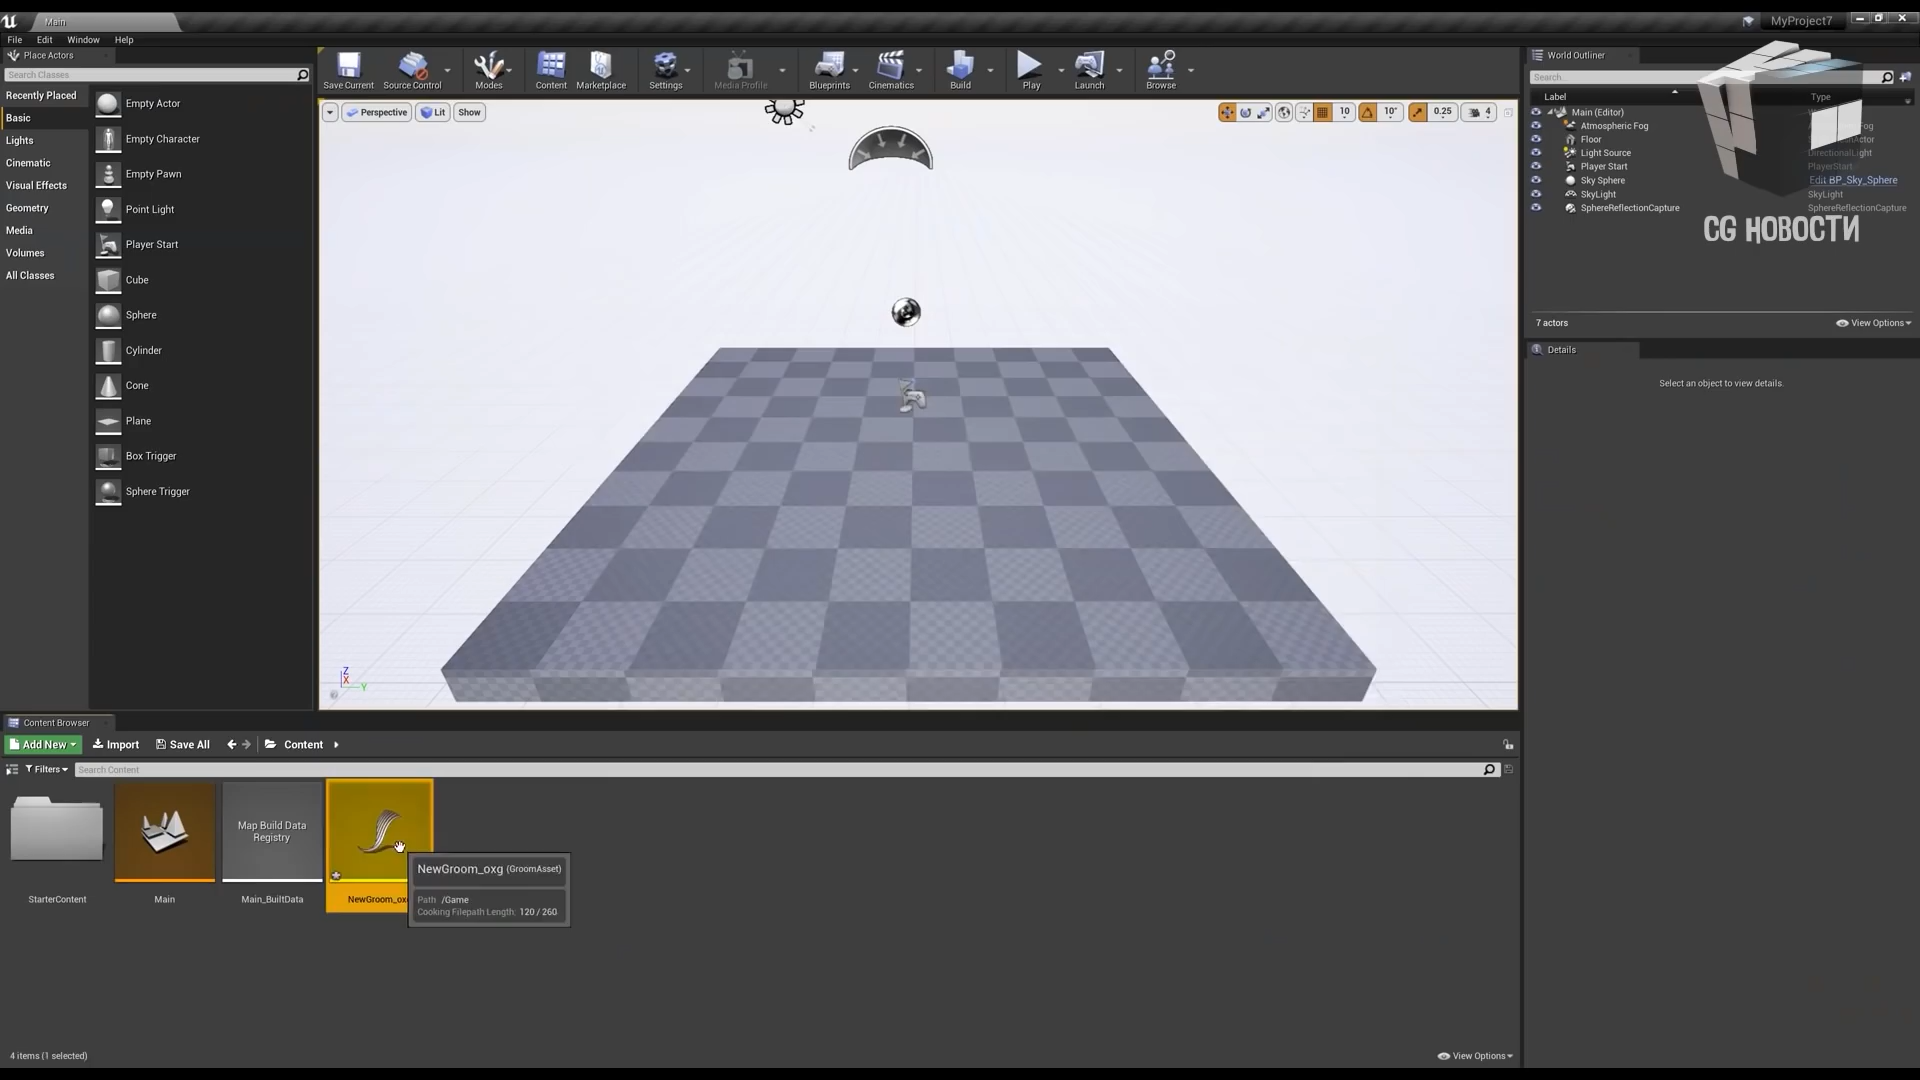 Main
MyProject7
File Edit Window Help
Place Actors
Search Classes
Recently Placed
Basic
Lights
Cinematic
Visual Effects
Geometry
Media
Volumes
All Classes
Empty Actor
Empty Character
Empty Pawn
Point Light
Player Start
Cube
Sphere
Cylinder
Cone
Plane
Box Trigger
Sphere Trigger
Save Current Source Control Modes Content Marketplace Settings Media Profile Blueprints Cinematics Build Play Launch Browse
Perspective Lit Show
10 10° 0.25 4
Z
X
Y
World Outliner
Search...
Label Type
Main (Editor)
Atmospheric Fog Fog
Floor Actor
Light Source DirectionalLight
Player Start PlayerStart
Sky Sphere Edit BP_Sky_Sphere
SkyLight SkyLight
SphereReflectionCapture SphereReflectionCapture
CG НОВОСТИ
7 actors View Options
Details
Select an object to view details.
Content Browser
Add New Import Save All Content
Filters Search Content
Map Build Data
Registry
StarterContent Main Main_BuiltData NewGroom_ox
NewGroom_oxg (GroomAsset)
Path /Game
Cooking Filepath Length: 120 / 260
4 items (1 selected) View Options